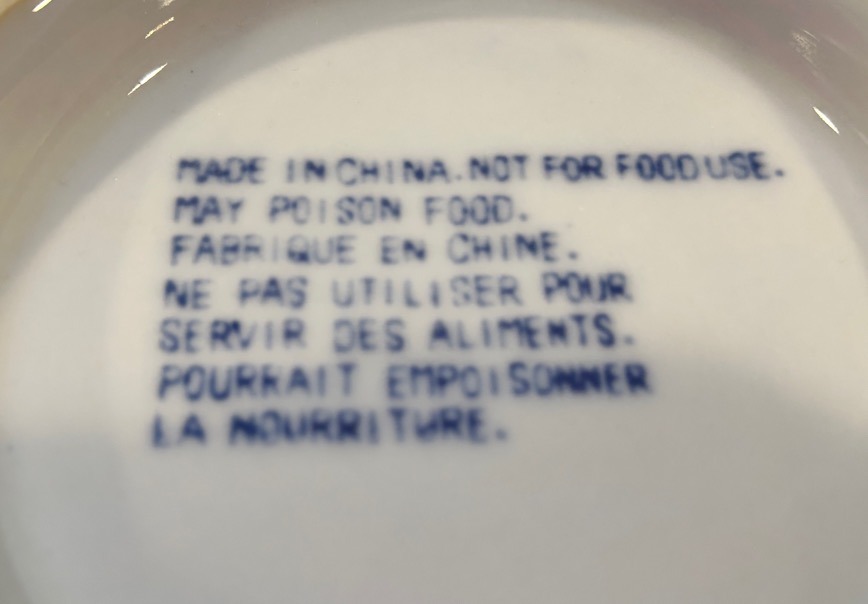 MADE IN CHINA. NOT FOR FOOD USE.
MAY POISON FOOD.
FABRIQUE EN CHINE.
NE PAS UTILISER POUR
SERVIR DES ALIMENTS.
POURRAIT EMPOISONNER
LA NOURRITURE.